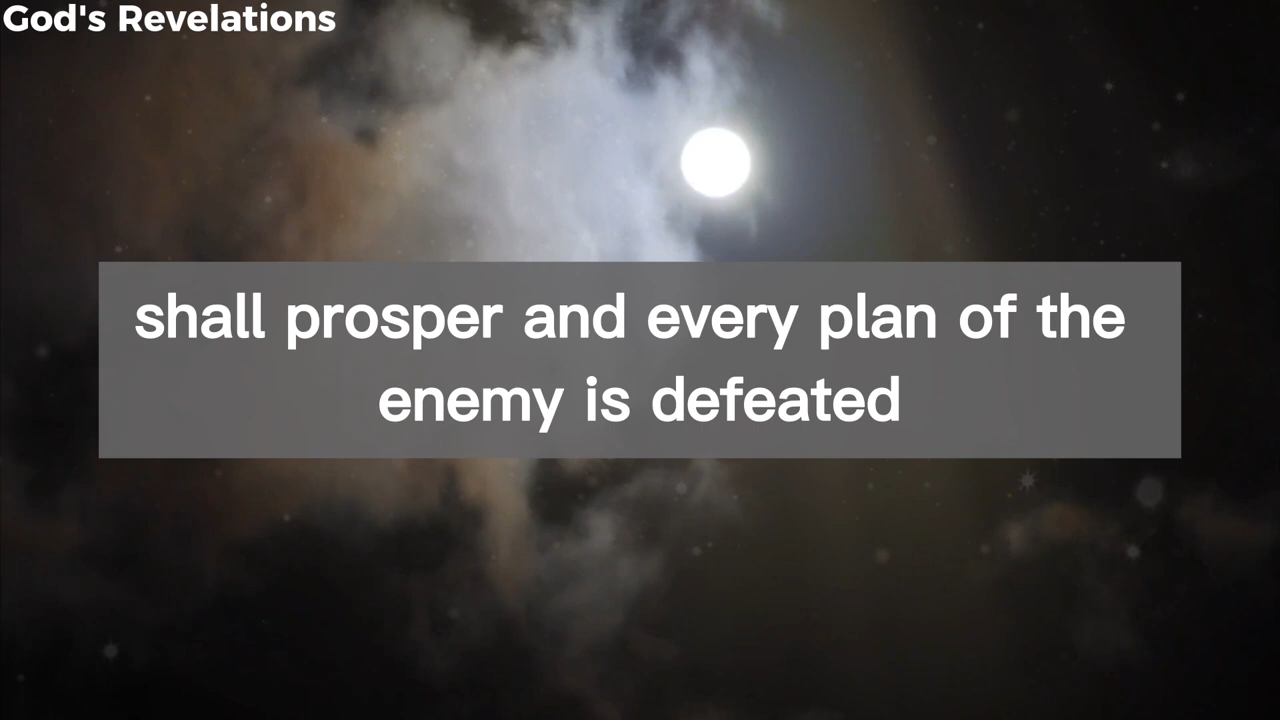 God's Revelations
shall prosper and every plan of the
enemy is defeated